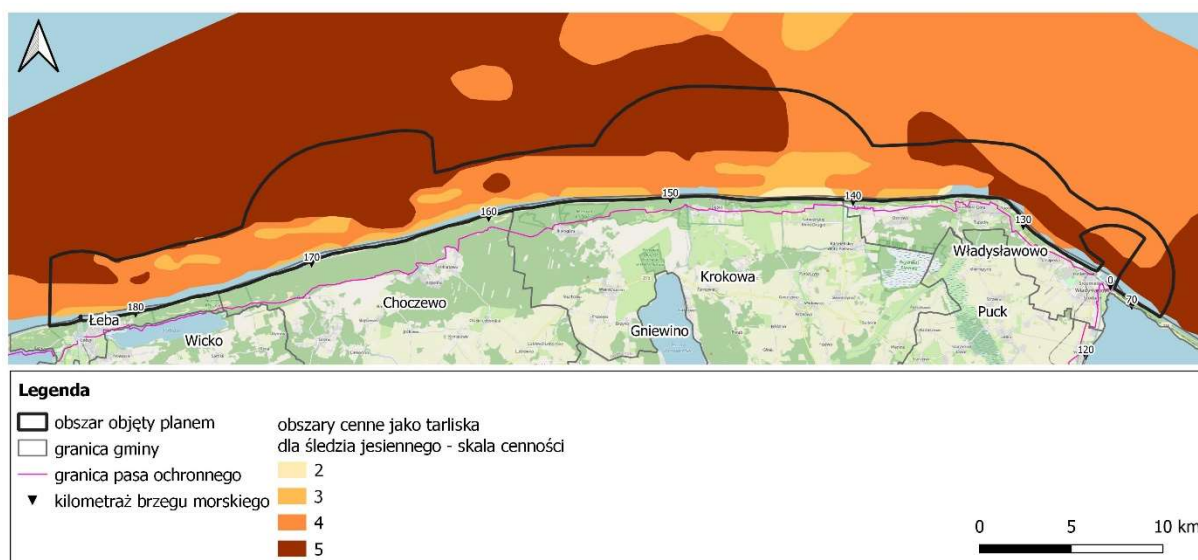 150
140
160
130
170
Władysławowo
0
70
180
Łeba
Choczewo
Krokowa
Wicko
Gniewino
Puck
120
Legenda
obszar objęty planem
granica gminy
granica pasa ochronnego
kilometraż brzegu morskiego
obszary cenne jako tarliska
dla śledzia jesiennego - skala cenności
2
3
4
5
0 5 10 km